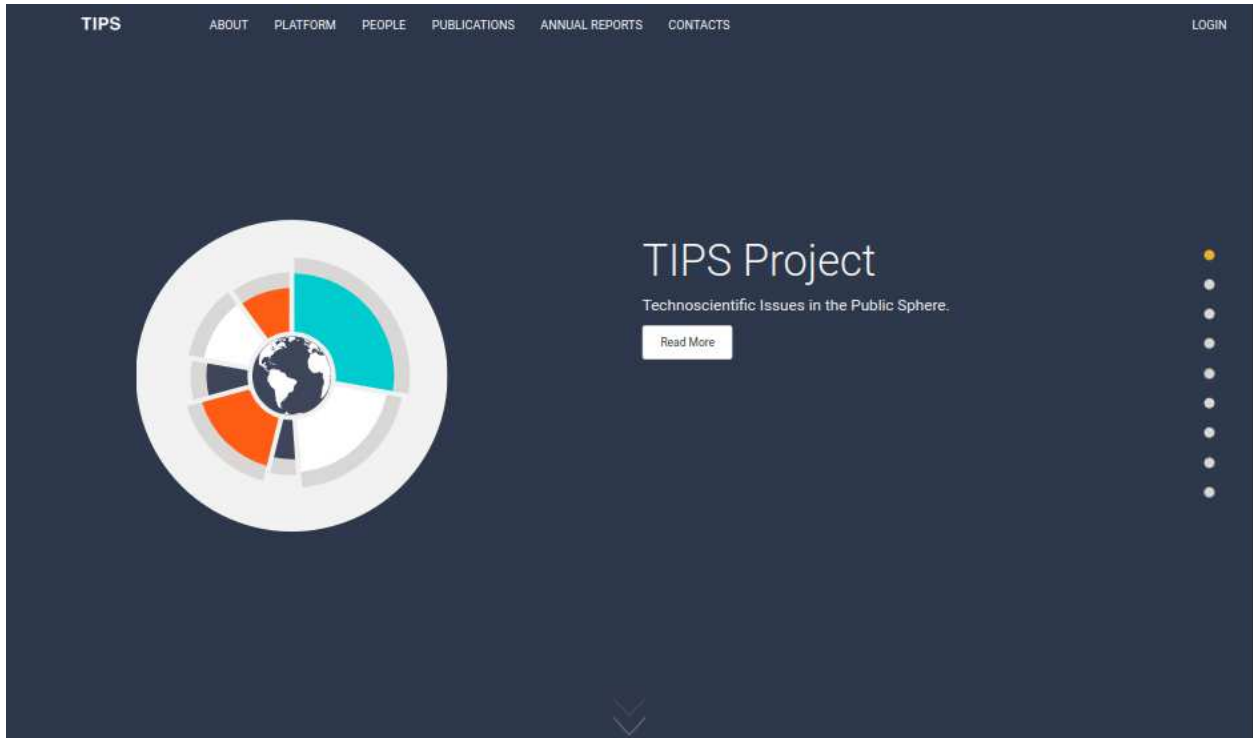 TIPS ABOUT PLATFORM PEOPLE PUBLICATIONS ANNUAL REPORTS CONTACTS LOGIN
TIPS Project
Technoscientific Issues in the Public Sphere.
Read More